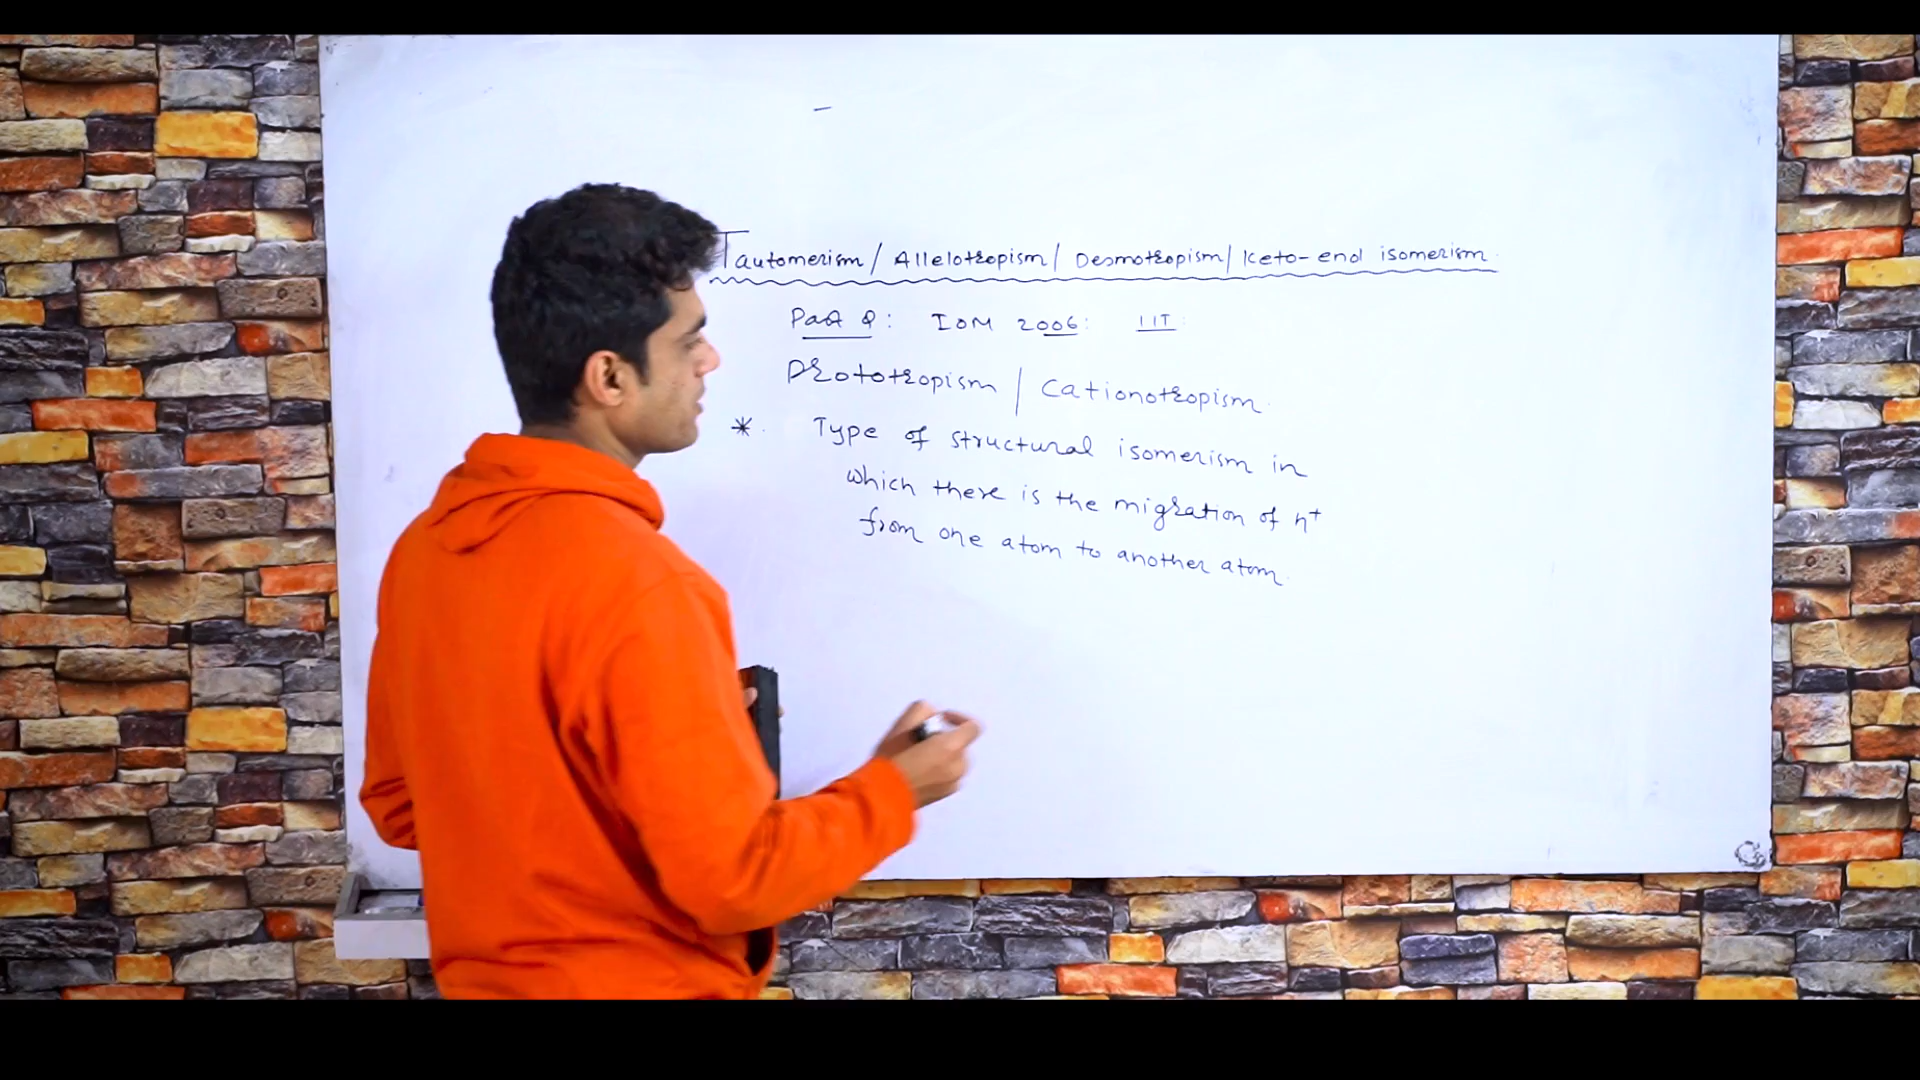 Tautomerism / Allelotropism / Desmotropism / Keto-enol isomerism.
Past Q: IOM 2006: IIT:
Prototropism / Cationotropism.
*. Type of structural isomerism in
which there is the migration of H⁺
from one atom to another atom.